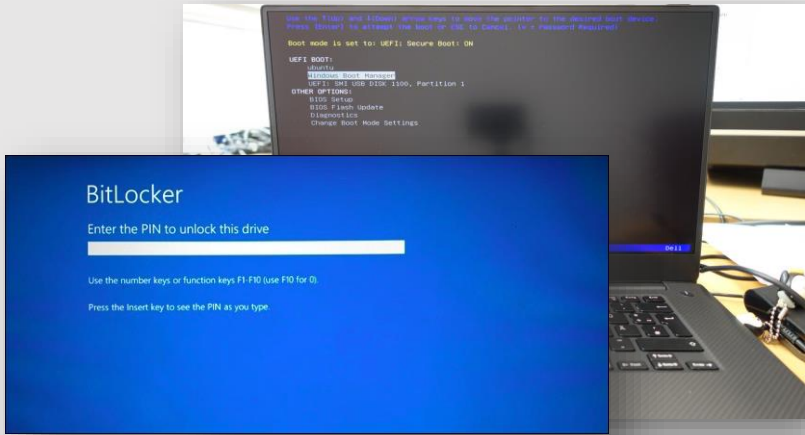 Use the ↑(Up) and ↓(Down) arrow keys to move the pointer to the desired boot device.
Press [Enter] to attempt the boot or ESC to Cancel. (* = Password Required)
Boot mode is set to: UEFI; Secure Boot: ON
UEFI BOOT:
ubuntu
Windows Boot Manager
UEFI: SMI USB DISK 1100, Partition 1
OTHER OPTIONS:
BIOS Setup
BIOS Flash Update
Diagnostics
Change Boot Mode Settings
Dell
BitLocker
Enter the PIN to unlock this drive
Use the number keys or function keys F1-F10 (use F10 for 0).
Press the Insert key to see the PIN as you type.